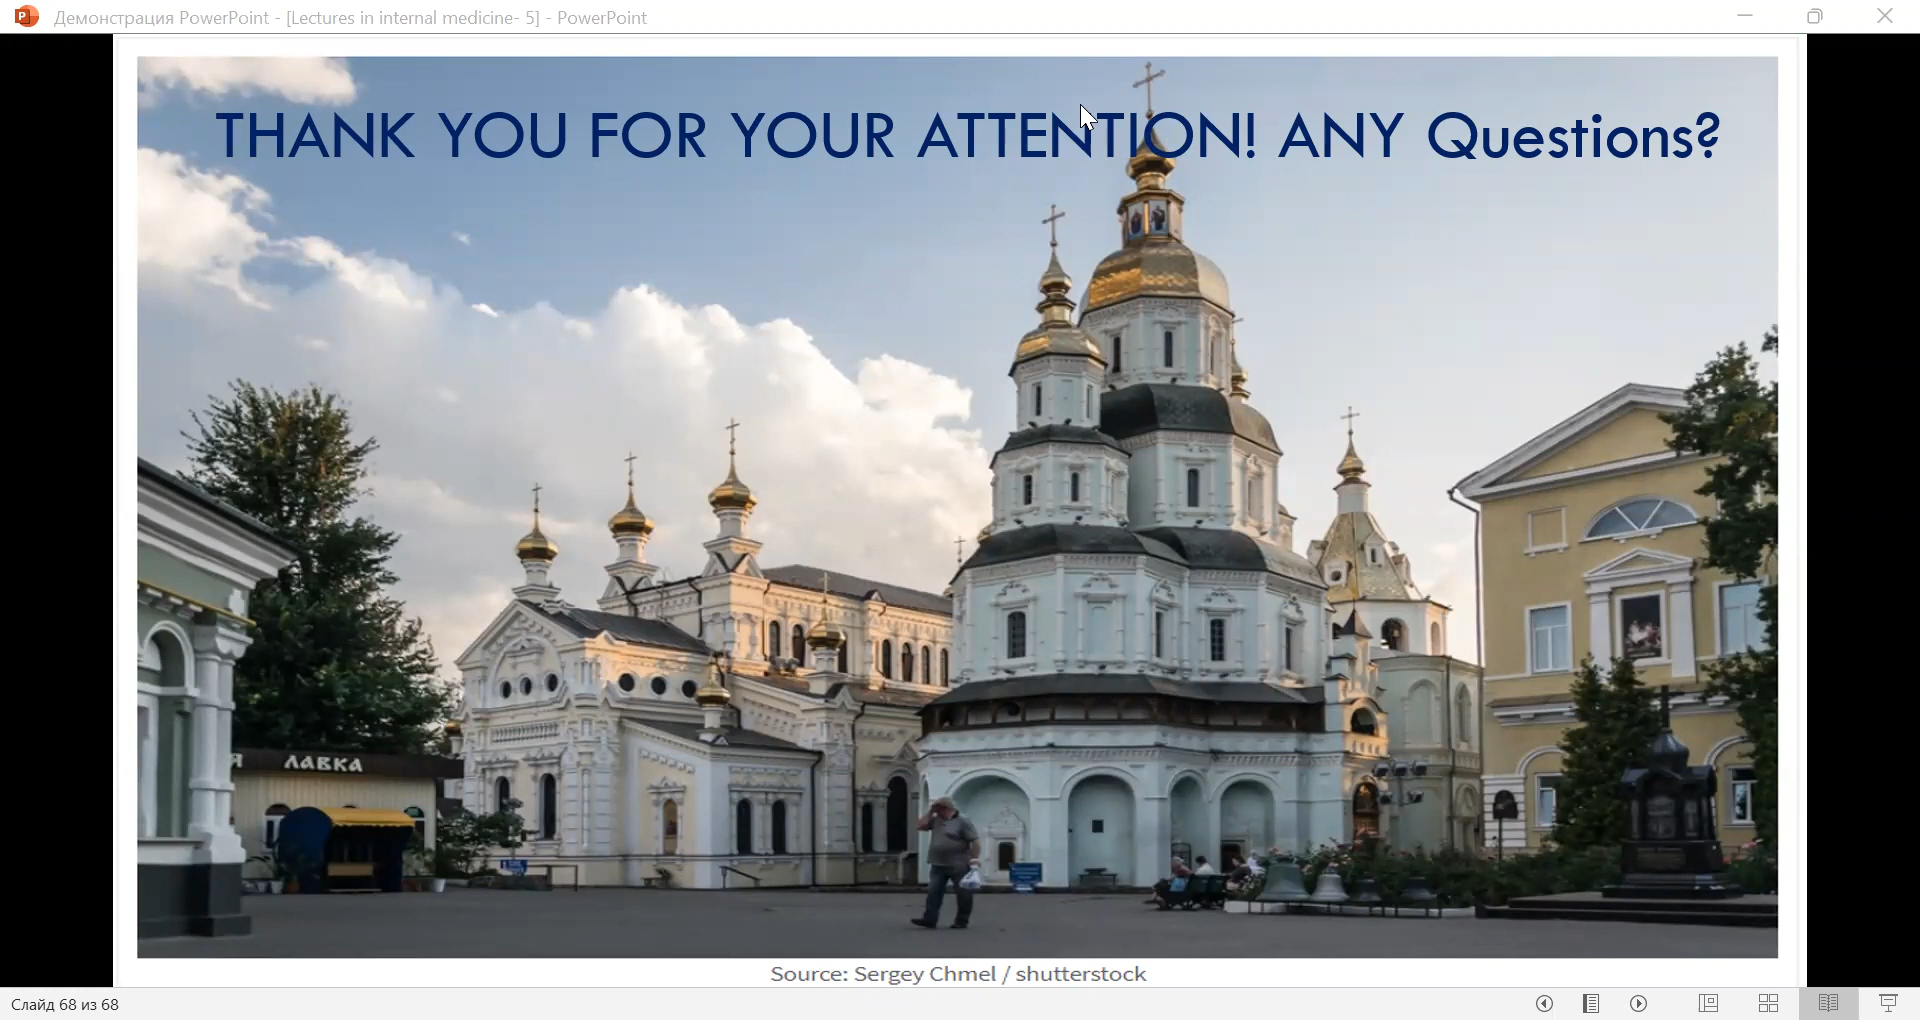 Демонстрация PowerPoint - [Lectures in internal medicine- 5] - PowerPoint
THANK YOU FOR YOUR ATTENTION! ANY Questions?
Я ЛАВКА
Source: Sergey Chmel / shutterstock
Слайд 68 из 68